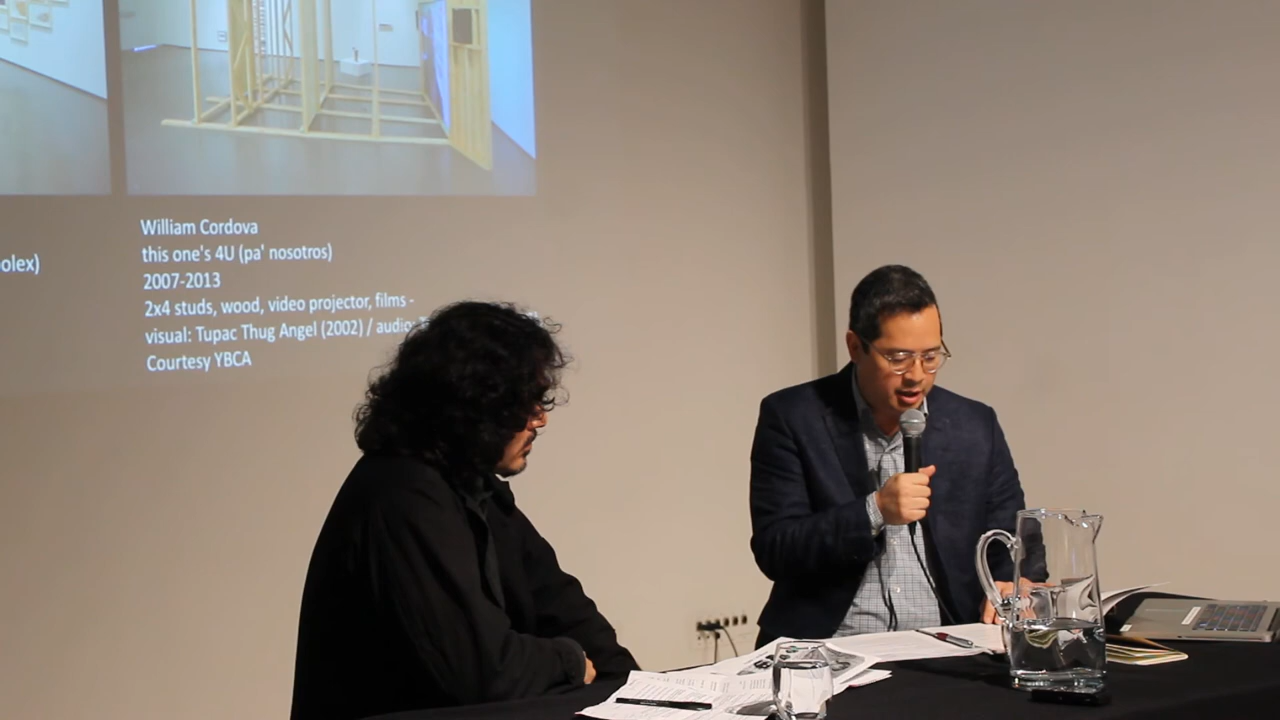 olex)
William Cordova
this one's 4U (pa' nosotros)
2007-2013
2x4 studs, wood, video projector, films -
visual: Tupac Thug Angel (2002) / audio:
Courtesy YBCA